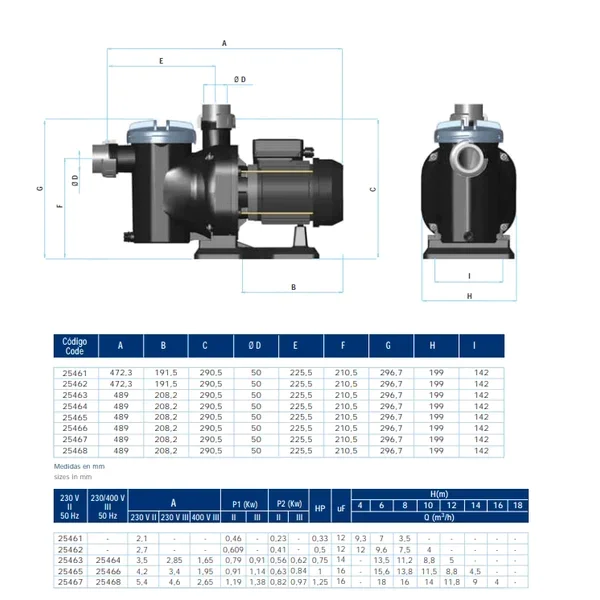 A
E
Ø D
Ø D
G
F
C
B
I
H
Código Code A B C Ø D E F G H I
25461 472,3 191,5 290,5 50 225,5 210,5 296,7 199 142
25462 472,3 191,5 290,5 50 225,5 210,5 296,7 199 142
25463 489 208,2 290,5 50 225,5 210,5 296,7 199 142
25464 489 208,2 290,5 50 225,5 210,5 296,7 199 142
25465 489 208,2 290,5 50 225,5 210,5 296,7 199 142
25466 489 208,2 290,5 50 225,5 210,5 296,7 199 142
25467 489 208,2 290,5 50 225,5 210,5 296,7 199 142
25468 489 208,2 290,5 50 225,5 210,5 296,7 199 142
Medidas en mm
sizes in mm
230 V II 50 Hz 230/400 V III 50 Hz A P1 (Kw) P2 (Kw) HP uF H(m)
4 6 8 10 12 14 16 18
230 V II 230 V III 400 V III II III II III Q (m³/h)
25461 - 2,1 - - 0,46 - 0,23 - 0,33 12 9,3 7 3,5 - - - - -
25462 - 2,7 - - 0,609 - 0,41 - 0,5 12 12 9,6 7,5 4 - - - -
25463 25464 3,5 2,85 1,65 0,79 0,91 0,56 0,62 0,75 14 - 13,5 11,2 8,8 5 - - -
25465 25466 4,2 3,4 1,95 0,91 1,14 0,63 0,84 1 16 - 15,6 13,8 11,5 8,8 4,5 - -
25467 25468 5,4 4,6 2,65 1,19 1,38 0,82 0,97 1,25 16 - 18 16 14 11,8 9 4 -